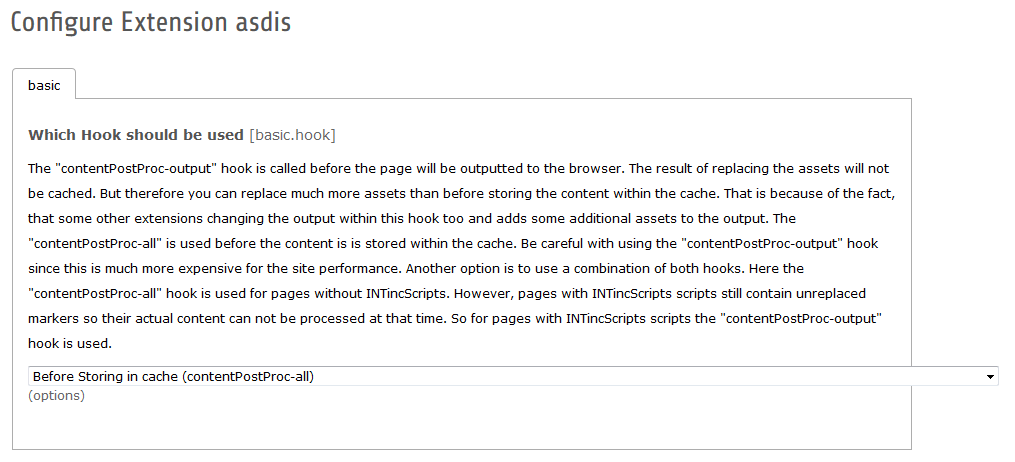 Configure Extension asdis
basic
Which Hook should be used [basic.hook]
The "contentPostProc-output" hook is called before the page will be outputted to the browser. The result of replacing the assets will not
be cached. But therefore you can replace much more assets than before storing the content within the cache. That is because of the fact,
that some other extensions changing the output within this hook too and adds some additional assets to the output. The
"contentPostProc-all" is used before the content is is stored within the cache. Be careful with using the "contentPostProc-output" hook
since this is much more expensive for the site performance. Another option is to use a combination of both hooks. Here the
"contentPostProc-all" hook is used for pages without INTincScripts. However, pages with INTincScripts scripts still contain unreplaced
markers so their actual content can not be processed at that time. So for pages with INTincScripts scripts the "contentPostProc-output"
hook is used.
Before Storing in cache (contentPostProc-all)
(options)